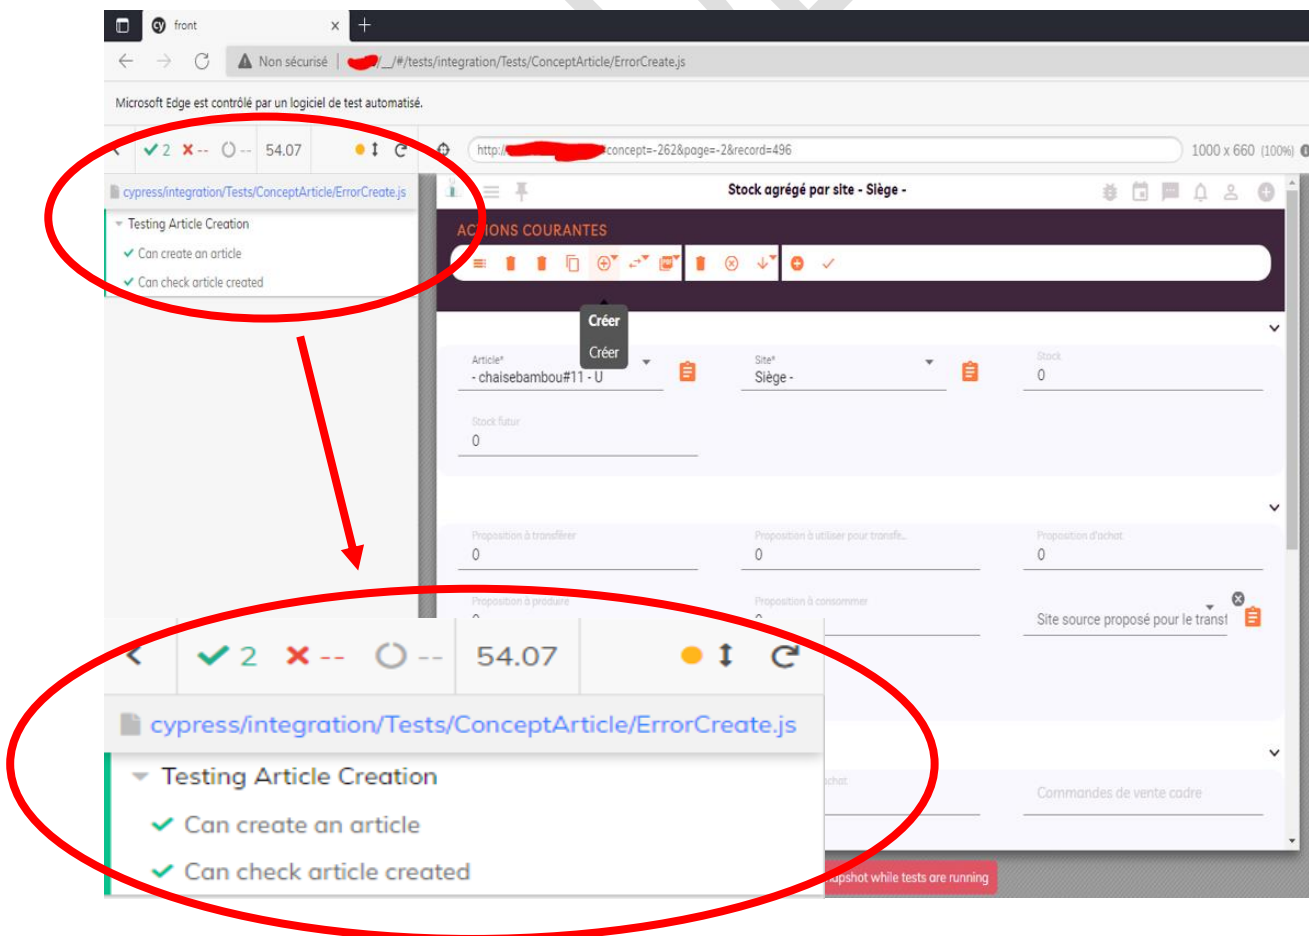 front
Non sécurisé | /__/#/tests/integration/Tests/ConceptArticle/ErrorCreate.js
Microsoft Edge est contrôlé par un logiciel de test automatisé.
2 -- -- 54.07
http:/ concept=-262&page=-2&record=496
1000 x 660 (100%)
cypress/integration/Tests/ConceptArticle/ErrorCreate.js
Testing Article Creation
Can create an article
Can check article created
Stock agrégé par site - Siège -
ACTIONS COURANTES
Créer
Créer
Article*
- chaisebambou#11 - U
Site*
Siège -
Stock
0
Stock futur
0
Proposition à transférer
0
Proposition à utiliser pour transfe...
0
Proposition d'achat
0
Proposition à produire
Proposition à consommer
Site source proposé pour le transf
2 -- -- 54.07
cypress/integration/Tests/ConceptArticle/ErrorCreate.js
Testing Article Creation
Can create an article
Can check article created
achat
Commandes de vente cadre
apshot while tests are running